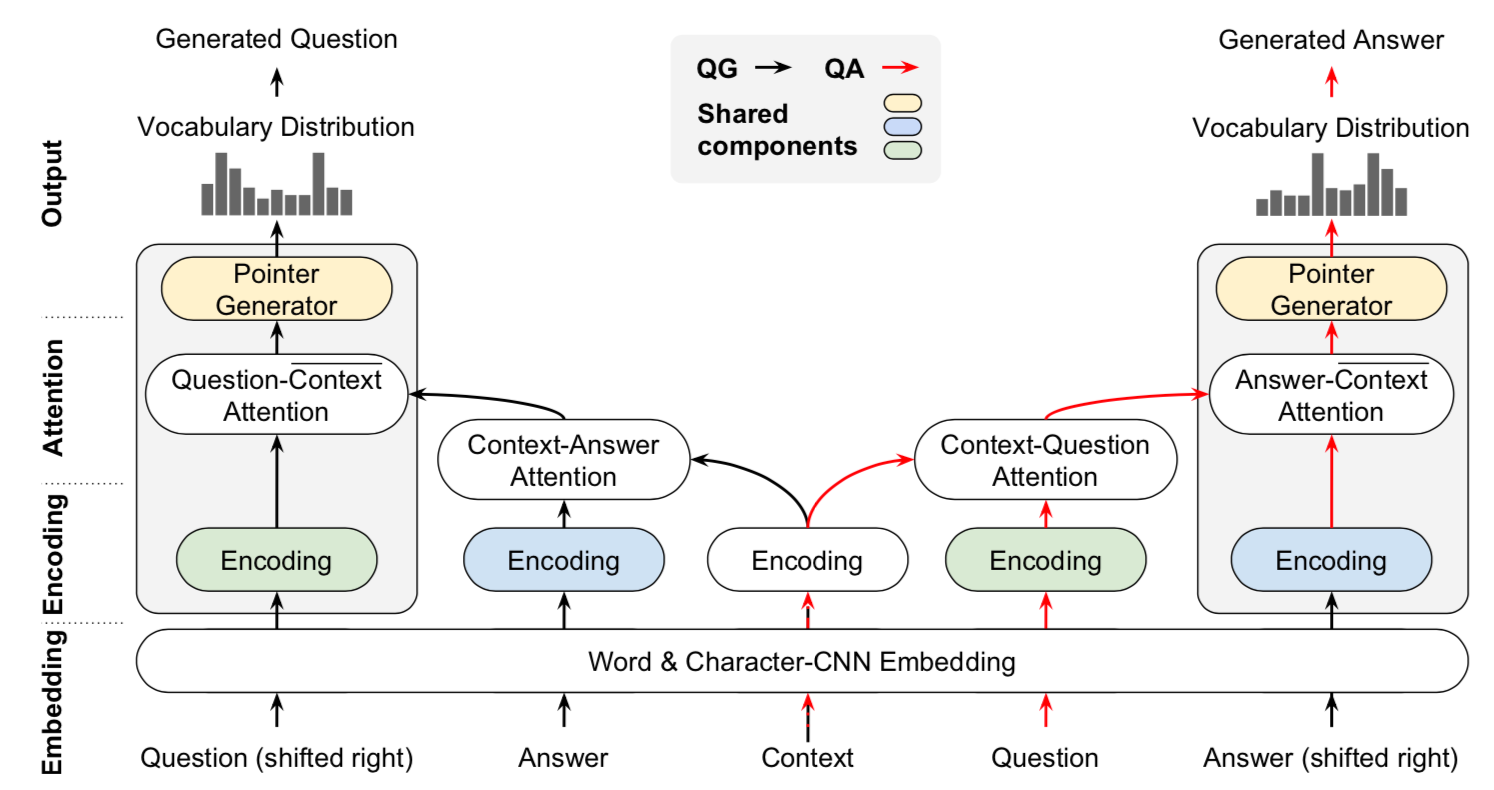 Generated Question
Vocabulary Distribution
QG QA
Shared
components
Generated Answer
Vocabulary Distribution
Output
Attention
Encoding
Embedding
Pointer
Generator
Question-Context
Attention
Encoding
Context-Answer
Attention
Encoding
Encoding
Context-Question
Attention
Encoding
Pointer
Generator
Answer-Context
Attention
Encoding
Word & Character-CNN Embedding
Question (shifted right)
Answer
Context
Question
Answer (shifted right)